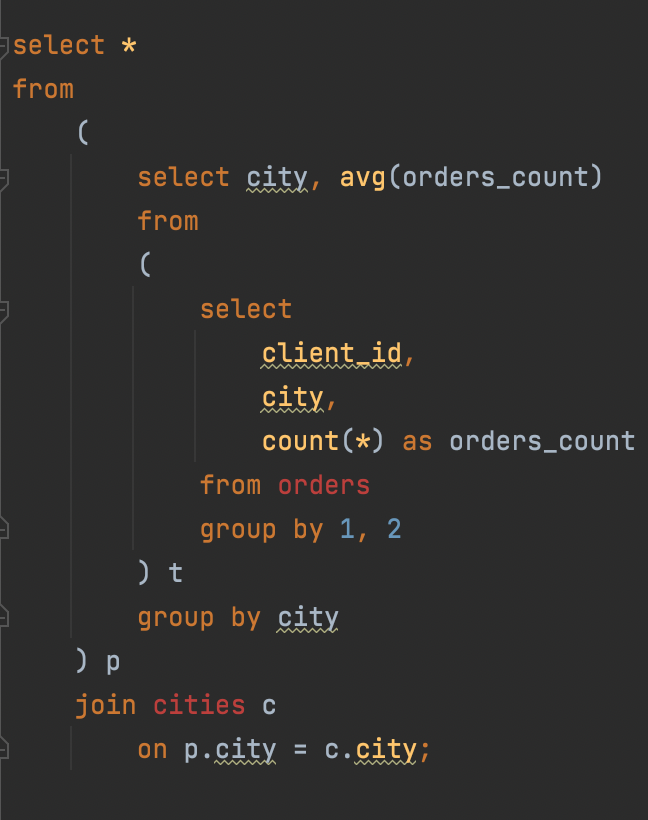 select *
from
(
select city, avg(orders_count)
from
(
select
client_id,
city,
count(*) as orders_count
from orders
group by 1, 2
) t
group by city
) p
join cities c
on p.city = c.city;